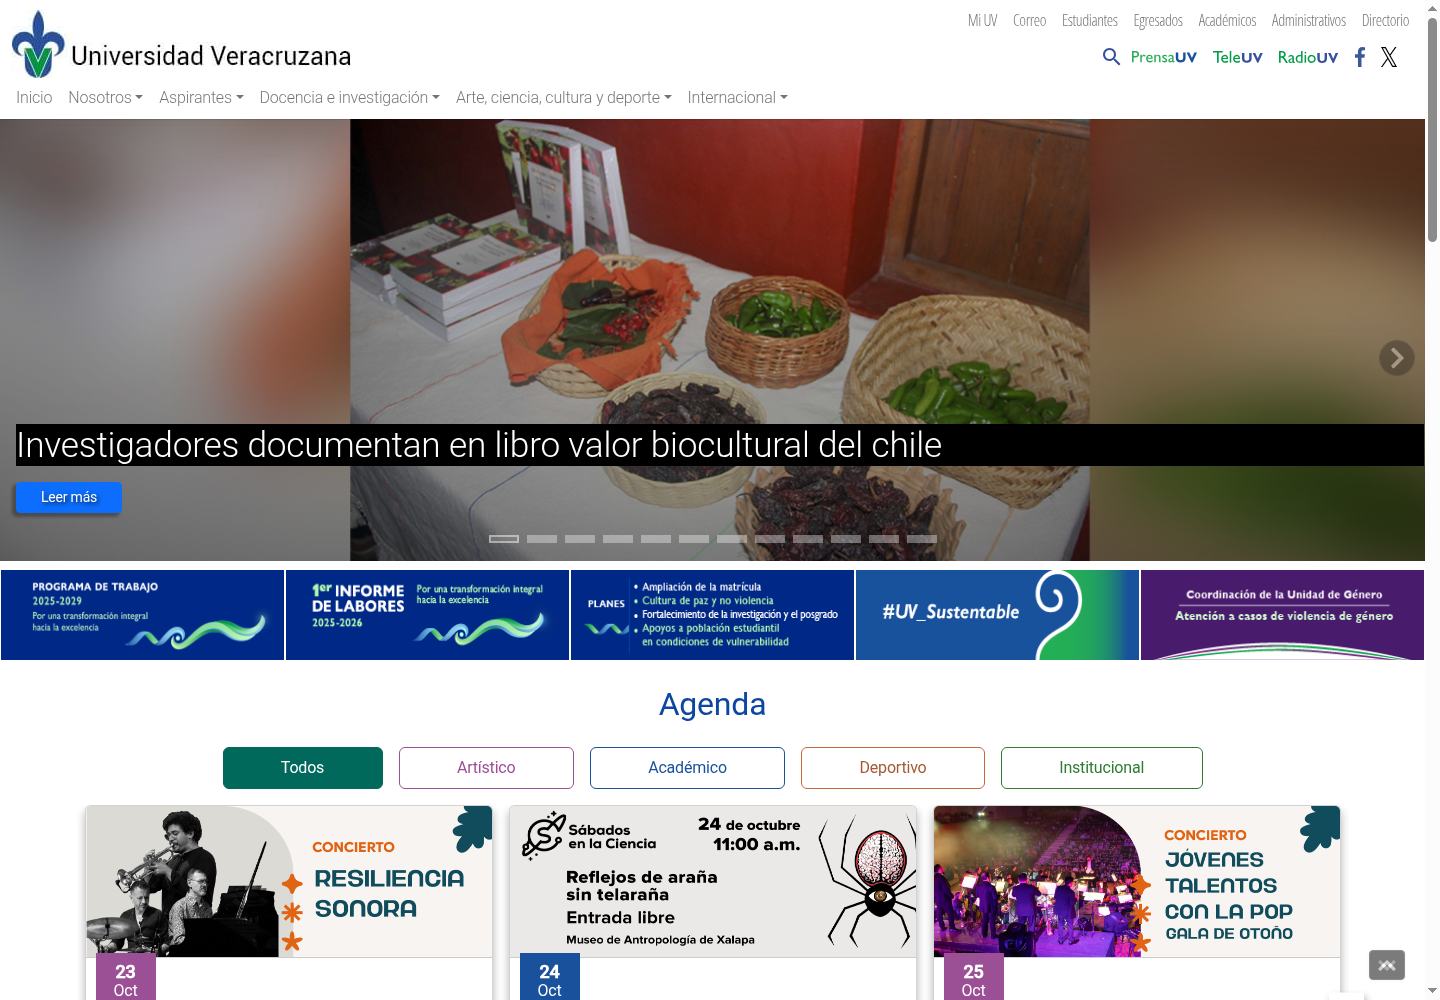 Mi UV Correo Estudiantes Egresados Académicos Administrativos Directorio
Universidad Veracruzana
PrensaUV TeleUV RadioUV
Inicio Nosotros Aspirantes Docencia e investigación Arte, ciencia, cultura y deporte Internacional
Investigadores documentan en libro valor biocultural del chile
Leer más
PROGRAMA DE TRABAJO
2025-2029
Por una transformación integral
hacia la excelencia
1er INFORME
DE LABORES
2025-2026
Por una transformación integral
hacia la excelencia
PLANES
• Ampliación de la matrícula
• Cultura de paz y no violencia
• Fortalecimiento de la investigación y el posgrado
• Apoyos a población estudiantil
en condiciones de vulnerabilidad
#UV_Sustentable
Coordinación de la Unidad de Género
Atención a casos de violencia de género
Agenda
Todos Artístico Académico Deportivo Institucional
CONCIERTO
RESILIENCIA
SONORA
23
Oct
Sábados
en la Ciencia
24 de octubre
11:00 a.m.
Reflejos de araña
sin telaraña
Entrada libre
Museo de Antropología de Xalapa
24
Oct
CONCIERTO
JÓVENES
TALENTOS
CON LA POP
GALA DE OTOÑO
25
Oct